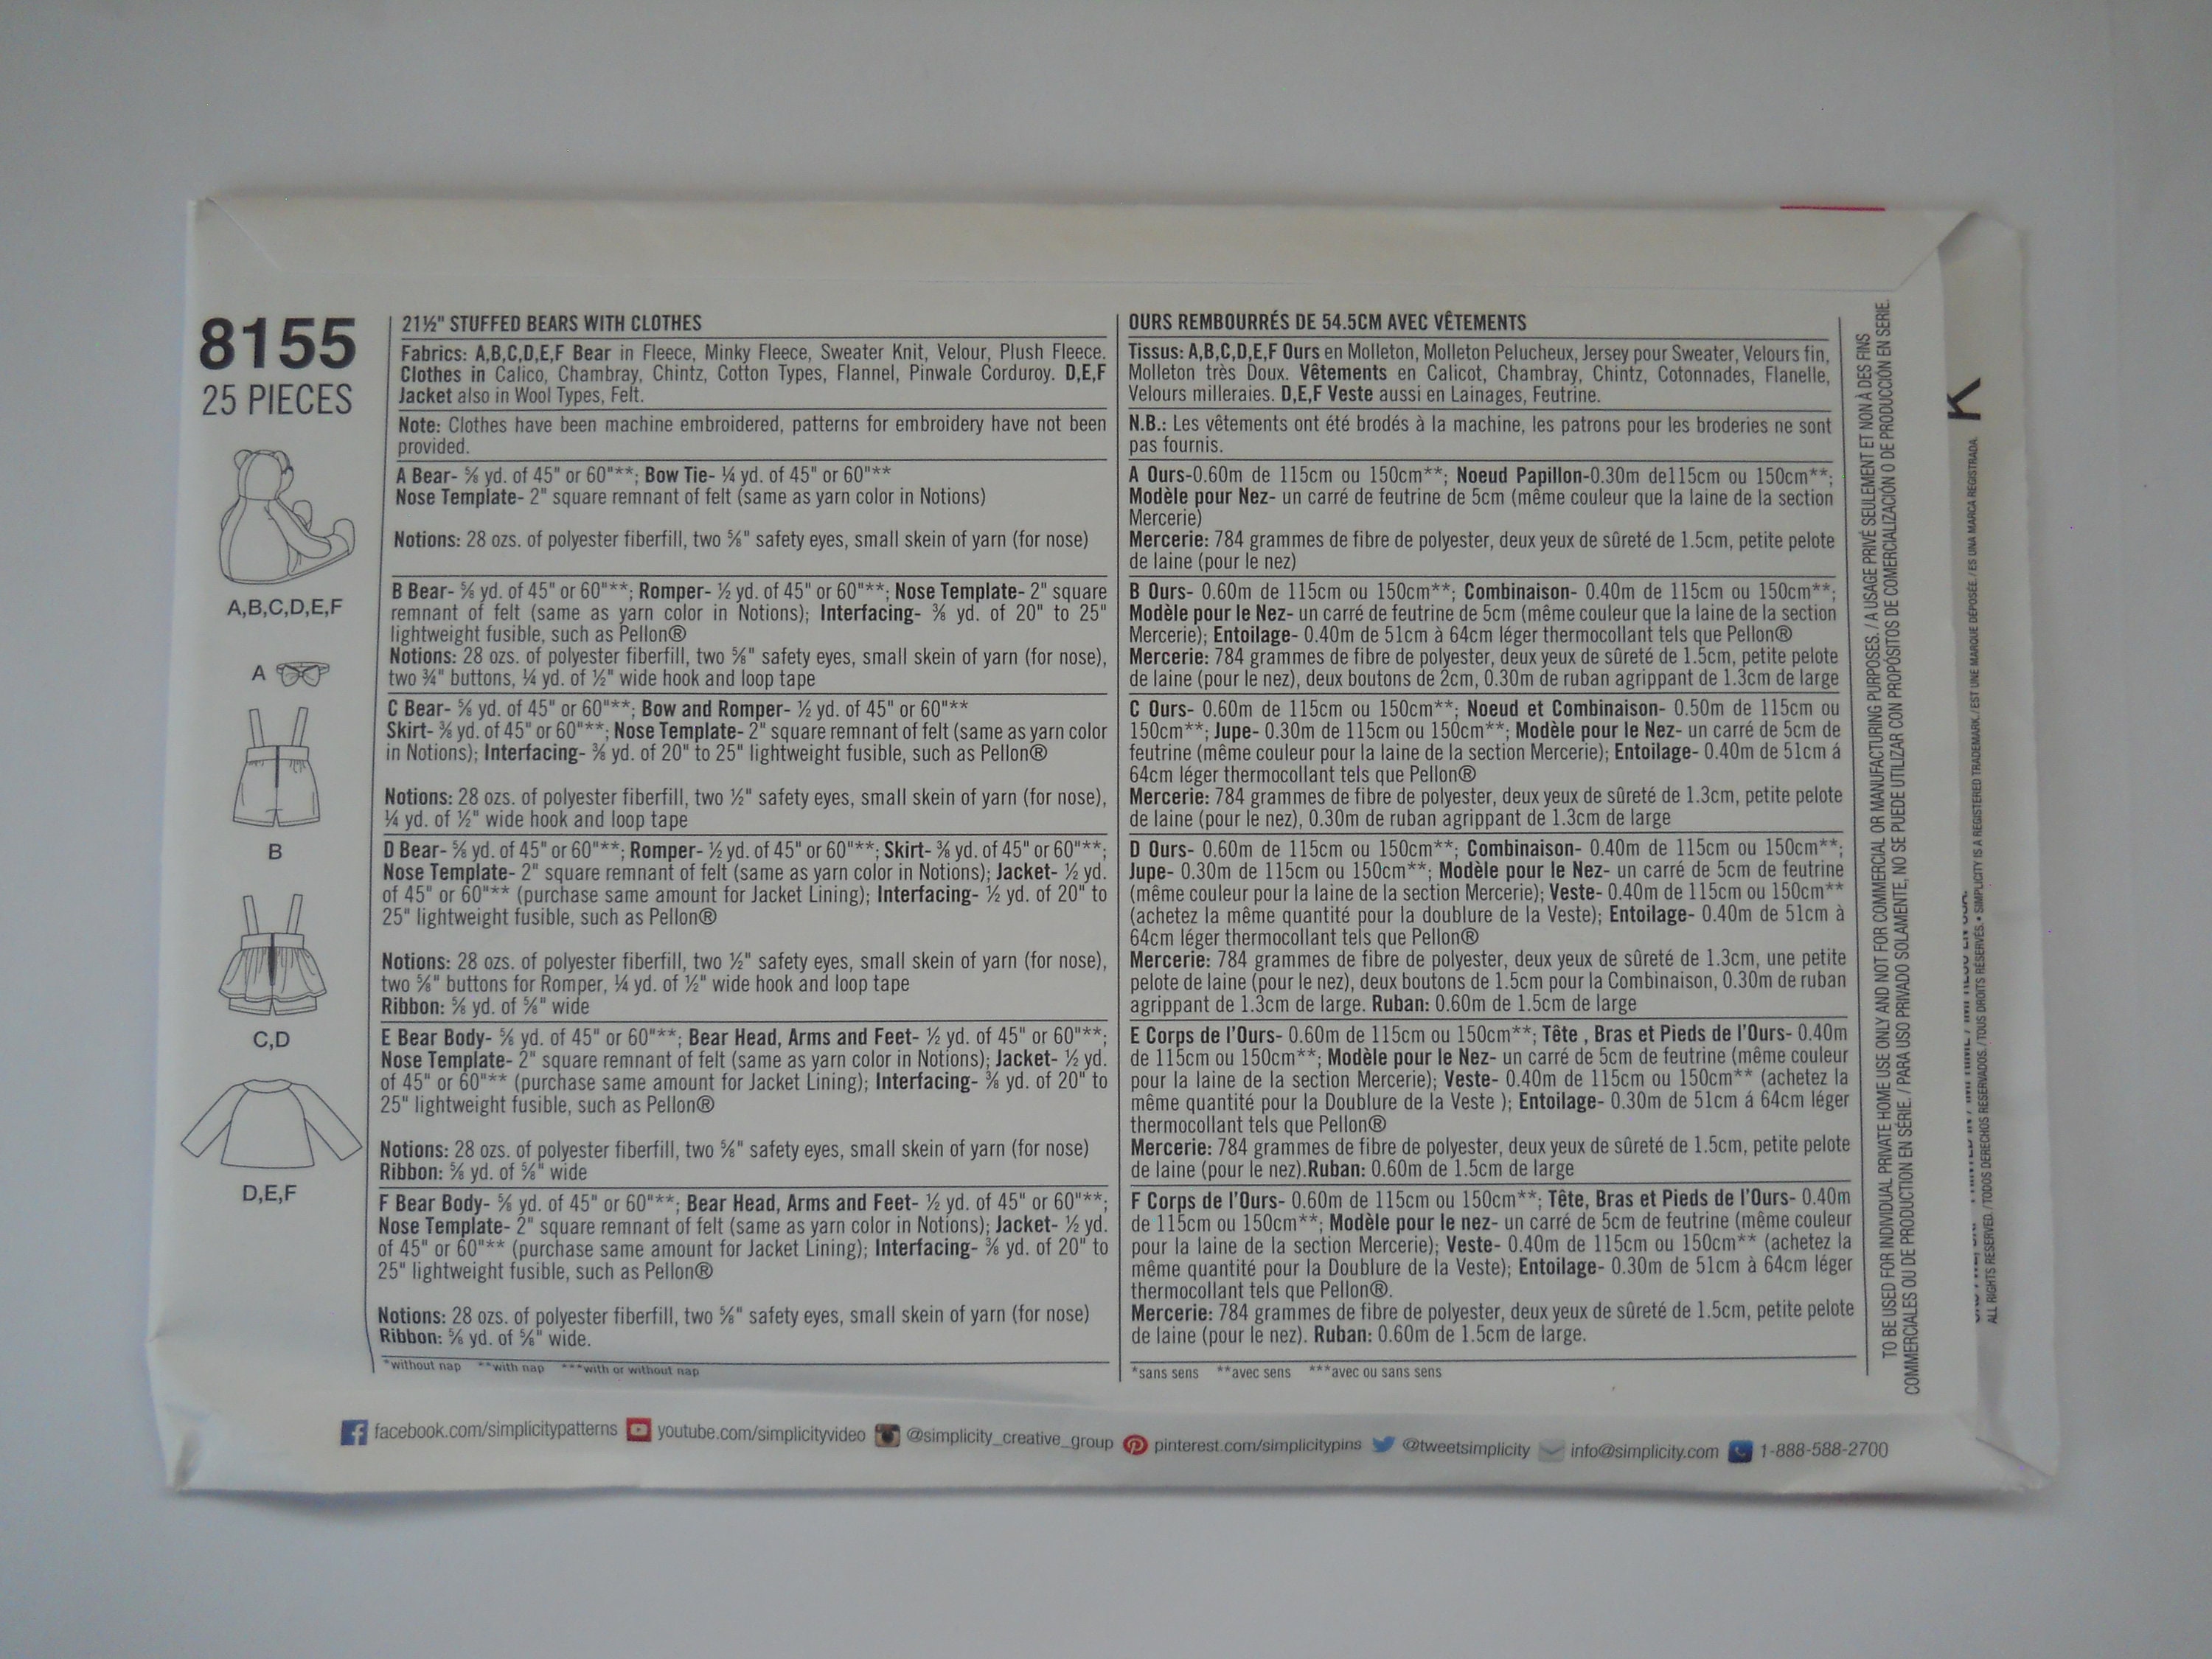 8155
25 PIECES
A,B,C,D,E,F
A
B
C,D
D,E,F
21½" STUFFED BEARS WITH CLOTHES
Fabrics: A,B,C,D,E,F Bear in Fleece, Minky Fleece, Sweater Knit, Velour, Plush Fleece.
Clothes in Calico, Chambray, Chintz, Cotton Types, Flannel, Pinwale Corduroy. D,E,F
Jacket also in Wool Types, Felt.
Note: Clothes have been machine embroidered, patterns for embroidery have not been
provided.
A Bear- ⅝ yd. of 45" or 60"**; Bow Tie- ¼ yd. of 45" or 60"**
Nose Template- 2" square remnant of felt (same as yarn color in Notions)
Notions: 28 ozs. of polyester fiberfill, two ⅝" safety eyes, small skein of yarn (for nose)
B Bear- ⅝ yd. of 45" or 60"**; Romper- ½ yd. of 45" or 60"**; Nose Template- 2" square
remnant of felt (same as yarn color in Notions); Interfacing- ⅜ yd. of 20" to 25"
lightweight fusible, such as Pellon®
Notions: 28 ozs. of polyester fiberfill, two ⅝" safety eyes, small skein of yarn (for nose),
two ¾" buttons, ¼ yd. of ½" wide hook and loop tape
C Bear- ⅝ yd. of 45" or 60"**; Bow and Romper- ½ yd. of 45" or 60"**
Skirt- ⅜ yd. of 45" or 60"**; Nose Template- 2" square remnant of felt (same as yarn color
in Notions); Interfacing- ⅜ yd. of 20" to 25" lightweight fusible, such as Pellon®
Notions: 28 ozs. of polyester fiberfill, two ½" safety eyes, small skein of yarn (for nose),
¼ yd. of ½" wide hook and loop tape
D Bear- ⅝ yd. of 45" or 60"**; Romper- ½ yd. of 45" or 60"**; Skirt- ⅜ yd. of 45" or 60"**;
Nose Template- 2" square remnant of felt (same as yarn color in Notions); Jacket- ½ yd.
of 45" or 60"** (purchase same amount for Jacket Lining); Interfacing- ½ yd. of 20" to
25" lightweight fusible, such as Pellon®
Notions: 28 ozs. of polyester fiberfill, two ½" safety eyes, small skein of yarn (for nose),
two ⅝" buttons for Romper, ¼ yd. of ½" wide hook and loop tape
Ribbon: ⅝ yd. of ⅝" wide
E Bear Body- ⅝ yd. of 45" or 60"**; Bear Head, Arms and Feet- ½ yd. of 45" or 60"**;
Nose Template- 2" square remnant of felt (same as yarn color in Notions); Jacket- ½ yd.
of 45" or 60"** (purchase same amount for Jacket Lining); Interfacing- ⅜ yd. of 20" to
25" lightweight fusible, such as Pellon®
Notions: 28 ozs. of polyester fiberfill, two ⅝" safety eyes, small skein of yarn (for nose)
Ribbon: ⅝ yd. of ⅝" wide
F Bear Body- ⅝ yd. of 45" or 60"**; Bear Head, Arms and Feet- ½ yd. of 45" or 60"**;
Nose Template- 2" square remnant of felt (same as yarn color in Notions); Jacket- ½ yd.
of 45" or 60"** (purchase same amount for Jacket Lining); Interfacing- ⅜ yd. of 20" to
25" lightweight fusible, such as Pellon®
Notions: 28 ozs. of polyester fiberfill, two ⅝" safety eyes, small skein of yarn (for nose)
Ribbon: ⅝ yd. of ⅝" wide.
*without nap **with nap ***with or without nap
OURS REMBOURRÉS DE 54.5CM AVEC VÊTEMENTS
Tissus: A,B,C,D,E,F Ours en Molleton, Molleton Pelucheux, Jersey pour Sweater, Velours fin,
Molleton très Doux. Vêtements en Calicot, Chambray, Chintz, Cotonnades, Flanelle,
Velours milleraies. D,E,F Veste aussi en Lainages, Feutrine.
N.B.: Les vêtements ont été brodés à la machine, les patrons pour les broderies ne sont
pas fournis.
A Ours-0.60m de 115cm ou 150cm**; Noeud Papillon-0.30m de115cm ou 150cm**;
Modèle pour Nez- un carré de feutrine de 5cm (même couleur que la laine de la section
Mercerie)
Mercerie: 784 grammes de fibre de polyester, deux yeux de sûreté de 1.5cm, petite pelote
de laine (pour le nez)
B Ours- 0.60m de 115cm ou 150cm**; Combinaison- 0.40m de 115cm ou 150cm**;
Modèle pour le Nez- un carré de feutrine de 5cm (même couleur que la laine de la section
Mercerie); Entoilage- 0.40m de 51cm à 64cm léger thermocollant tels que Pellon®
Mercerie: 784 grammes de fibre de polyester, deux yeux de sûreté de 1.5cm, petite pelote
de laine (pour le nez), deux boutons de 2cm, 0.30m de ruban agrippant de 1.3cm de large
C Ours- 0.60m de 115cm ou 150cm**; Noeud et Combinaison- 0.50m de 115cm ou
150cm**; Jupe- 0.30m de 115cm ou 150cm**; Modèle pour le Nez- un carré de 5cm de
feutrine (même couleur pour la laine de la section Mercerie); Entoilage- 0.40m de 51cm á
64cm léger thermocollant tels que Pellon®
Mercerie: 784 grammes de fibre de polyester, deux yeux de sûreté de 1.3cm, petite pelote
de laine (pour le nez), 0.30m de ruban agrippant de 1.3cm de large
D Ours- 0.60m de 115cm ou 150cm**; Combinaison- 0.40m de 115cm ou 150cm**;
Jupe- 0.30m de 115cm ou 150cm**; Modèle pour le Nez- un carré de 5cm de feutrine
(même couleur pour la laine de la section Mercerie); Veste- 0.40m de 115cm ou 150cm**
(achetez la même quantité pour la doublure de la Veste); Entoilage- 0.40m de 51cm à
64cm léger thermocollant tels que Pellon®
Mercerie: 784 grammes de fibre de polyester, deux yeux de sûreté de 1.3cm, une petite
pelote de laine (pour le nez), deux boutons de 1.5cm pour la Combinaison, 0.30m de ruban
agrippant de 1.3cm de large. Ruban: 0.60m de 1.5cm de large
E Corps de l'Ours- 0.60m de 115cm ou 150cm**; Tête , Bras et Pieds de l'Ours- 0.40m
de 115cm ou 150cm**; Modèle pour le Nez- un carré de 5cm de feutrine (même couleur
pour la laine de la section Mercerie); Veste- 0.40m de 115cm ou 150cm** (achetez la
même quantité pour la Doublure de la Veste ); Entoilage- 0.30m de 51cm á 64cm léger
thermocollant tels que Pellon®
Mercerie: 784 grammes de fibre de polyester, deux yeux de sûreté de 1.5cm, petite pelote
de laine (pour le nez).Ruban: 0.60m de 1.5cm de large
F Corps de l'Ours- 0.60m de 115cm ou 150cm**; Tête, Bras et Pieds de l'Ours- 0.40m
de 115cm ou 150cm**; Modèle pour le nez- un carré de 5cm de feutrine (même couleur
pour la laine de la section Mercerie); Veste- 0.40m de 115cm ou 150cm** (achetez la
même quantité pour la Doublure de la Veste); Entoilage- 0.30m de 51cm à 64cm léger
thermocollant tels que Pellon®.
Mercerie: 784 grammes de fibre de polyester, deux yeux de sûreté de 1.5cm, petite pelote
de laine (pour le nez). Ruban: 0.60m de 1.5cm de large.
*sans sens **avec sens ***avec ou sans sens
TO BE USED FOR INDIVIDUAL PRIVATE HOME USE ONLY AND NOT FOR COMMERCIAL OR MANUFACTURING PURPOSES. / A USAGE PRIVÉ SEULEMENT ET NON À DES FINS
COMMERCIALES OU DE PRODUCTION EN SÉRIE. / PARA USO PRIVADO SOLAMENTE, NO SE PUEDE UTILIZAR CON PROPÓSITOS DE COMERCIALIZACIÓN O DE PRODUCCIÓN EN SERIE.
K
ALL RIGHTS RESERVED. / TOUS DROITS RÉSERVÉS. / TODOS DERECHOS RESERVADOS. • SIMPLICITY IS A REGISTERED TRADEMARK. / EST UNE MARQUE DÉPOSÉE. / ES UNA MARCA REGISTRADA.
facebook.com/simplicitypatterns youtube.com/simplicityvideo @simplicity_creative_group pinterest.com/simplicitypins @tweetsimplicity info@simplicity.com 1-888-588-2700